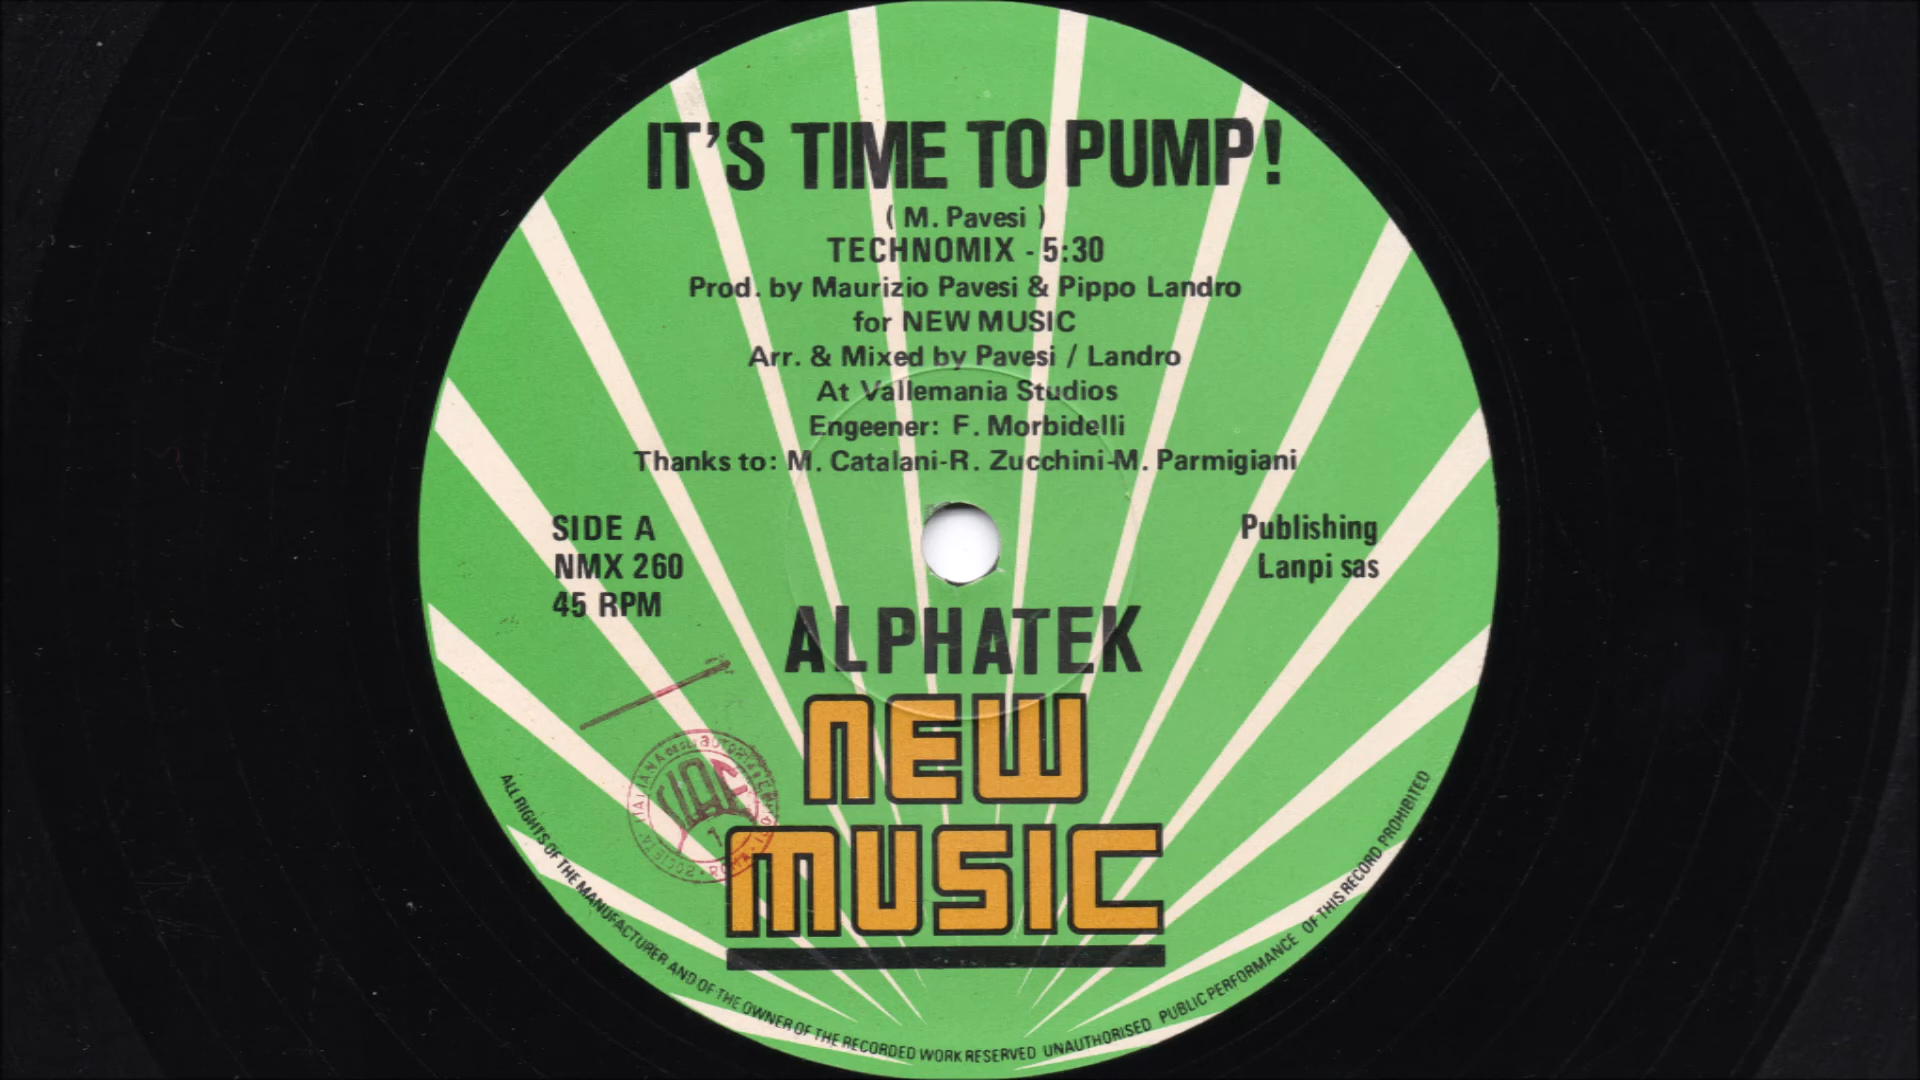 IT'S TIME TO PUMP!
( M. Pavesi )
TECHNOMIX - 5:30
Prod. by Maurizio Pavesi & Pippo Landro
for NEW MUSIC
Arr. & Mixed by Pavesi / Landro
At Vallemania Studios
Engeener: F. Morbidelli
Thanks to: M. Catalani-R. Zucchini-M. Parmigiani
SIDE A
NMX 260
45 RPM
Publishing
Lanpi sas
ALPHATEK
NEW
MUSIC
ALL RIGHTS OF THE MANUFACTURER AND OF THE OWNER OF THE RECORDED WORK RESERVED UNAUTHORISED PUBLIC PERFORMANCE OF THIS RECORD PROHIBITED